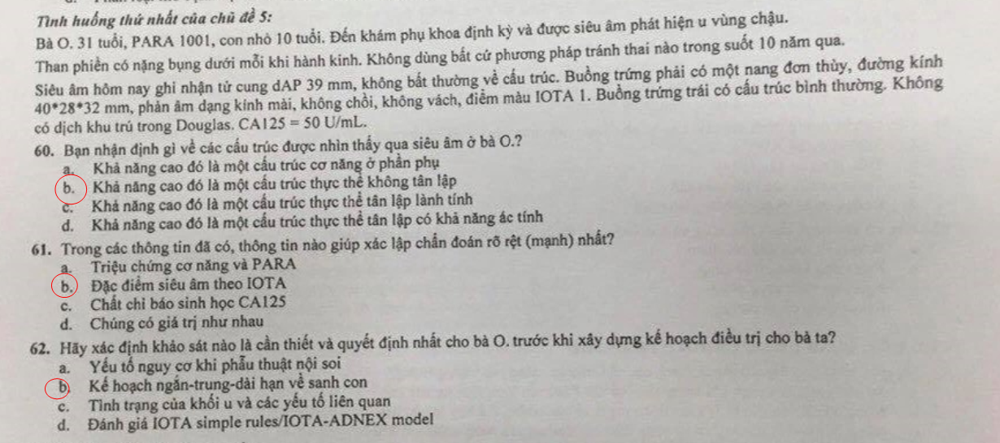 Tình huống thứ nhất của chủ đề 5:
Bà O. 31 tuổi, PARA 1001, con nhỏ 10 tuổi. Đến khám phụ khoa định kỳ và được siêu âm phát hiện u vùng chậu.
Than phiền có nặng bụng dưới mỗi khi hành kinh. Không dùng bất cứ phương pháp tránh thai nào trong suốt 10 năm qua.
Siêu âm hôm nay ghi nhận tử cung dAP 39 mm, không bất thường về cấu trúc. Buồng trứng phải có một nang đơn thùy, đường kính
40*28*32 mm, phản âm dạng kính mài, không chồi, không vách, điểm màu IOTA 1. Buồng trứng trái có cấu trúc bình thường. Không
có dịch khu trú trong Douglas. CA125 = 50 U/mL.
60. Bạn nhận định gì về các cấu trúc được nhìn thấy qua siêu âm ở bà O.?
a. Khả năng cao đó là một cấu trúc cơ năng ở phần phụ
b. Khả năng cao đó là một cấu trúc thực thể không tân lập
c. Khả năng cao đó là một cấu trúc thực thể tân lập lành tính
d. Khả năng cao đó là một cấu trúc thực thể tân lập có khả năng ác tính
61. Trong các thông tin đã có, thông tin nào giúp xác lập chẩn đoán rõ rệt (mạnh) nhất?
a. Triệu chứng cơ năng và PARA
b. Đặc điểm siêu âm theo IOTA
c. Chất chỉ báo sinh học CA125
d. Chúng có giá trị như nhau
62. Hãy xác định khảo sát nào là cần thiết và quyết định nhất cho bà O. trước khi xây dựng kế hoạch điều trị cho bà ta?
a. Yếu tố nguy cơ khi phẫu thuật nội soi
b. Kế hoạch ngắn-trung-dài hạn về sanh con
c. Tình trạng của khối u và các yếu tố liên quan
d. Đánh giá IOTA simple rules/IOTA-ADNEX model